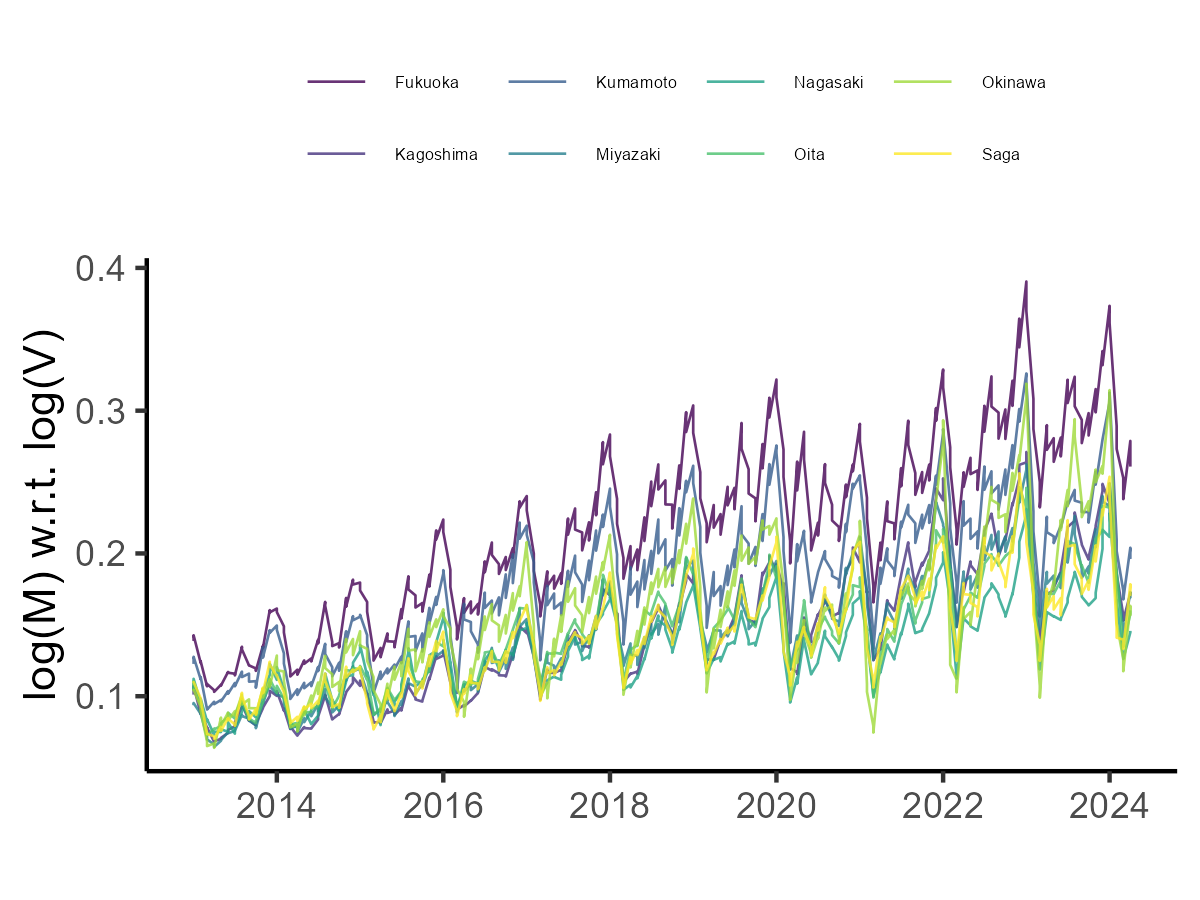 Fukuoka Kumamoto Nagasaki Okinawa
Kagoshima Miyazaki Oita Saga
log(M) w.r.t. log(V)
0.4
0.3
0.2
0.1
2014 2016 2018 2020 2022 2024